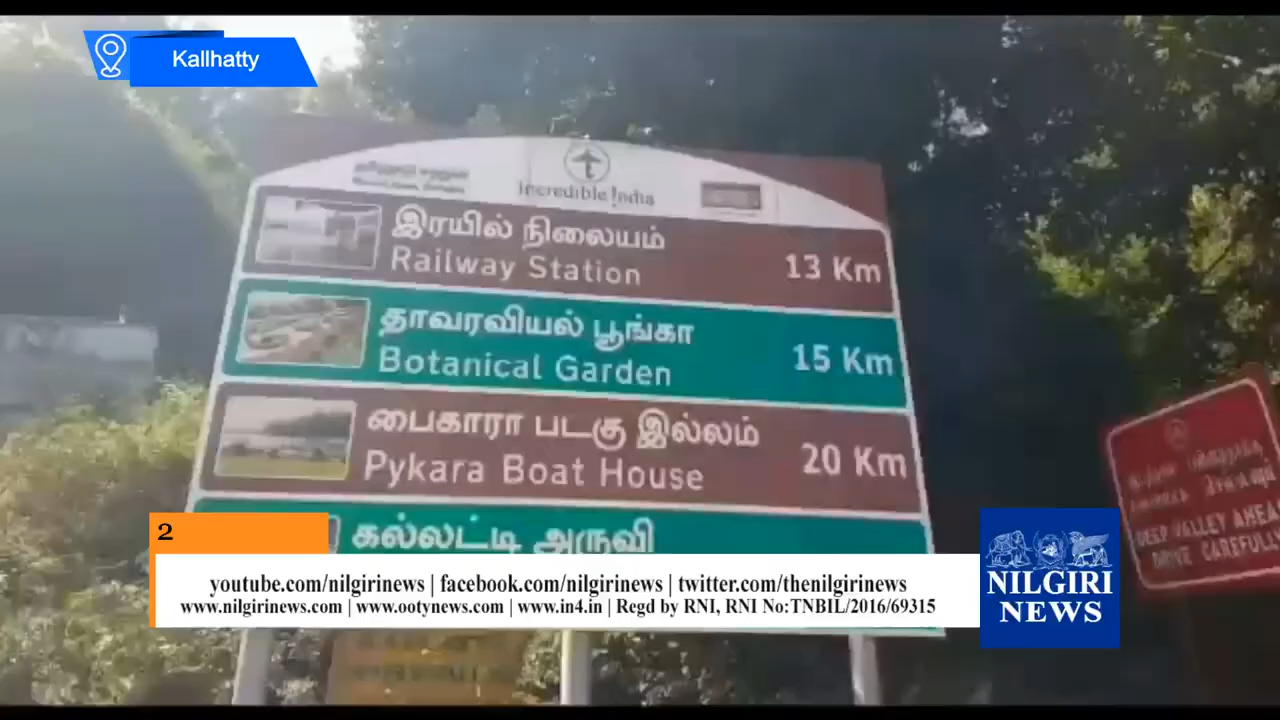 Kallhatty
Incredible India
இரயில் நிலையம்
Railway Station
13 Km
தாவரவியல் பூங்கா
Botanical Garden
15 Km
பைகாரா படகு இல்லம்
Pykara Boat House
20 Km
கல்லட்டி அருவி
DEEP VALLEY AHEAD
DRIVE CAREFULLY
2
youtube.com/nilgirinews | facebook.com/nilgirinews | twitter.com/thenilgirinews
www.nilgirinews.com | www.ootynews.com | www.in4.in | Regd by RNI, RNI No:TNBIL/2016/69315
NILGIRI
NEWS